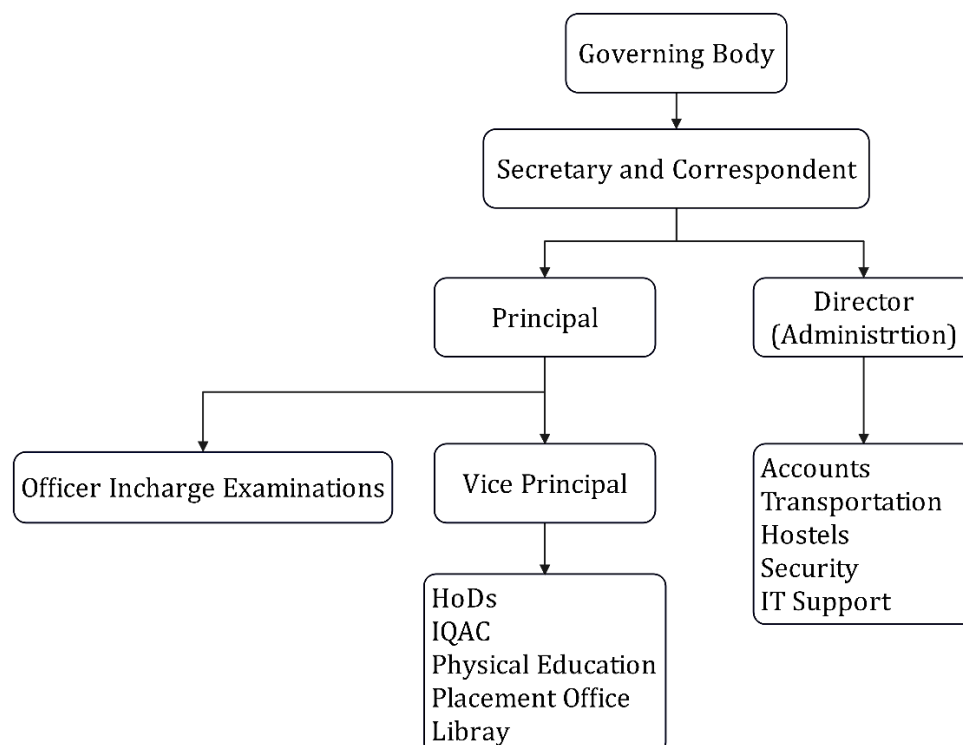 Governing Body
Secretary and Correspondent
Principal
Director
(Administrtion)
Officer Incharge Examinations
Vice Principal
Accounts
Transportation
Hostels
Security
IT Support
HoDs
IQAC
Physical Education
Placement Office
Libray